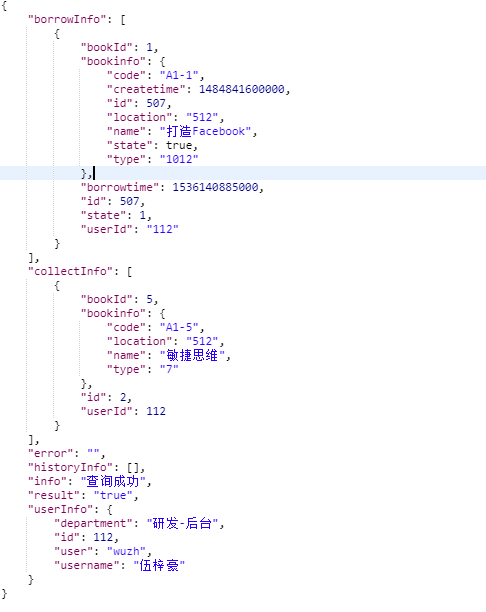 {
    "borrowInfo": [
        {
            "bookId": 1,
            "bookinfo": {
                "code": "A1-1",
                "createtime": 1484841600000,
                "id": 507,
                "location": "512",
                "name": "打造Facebook",
                "state": true,
                "type": "1012"
            },
            "borrowtime": 1536140885000,
            "id": 507,
            "state": 1,
            "userId": "112"
        }
    ],
    "collectInfo": [
        {
            "bookId": 5,
            "bookinfo": {
                "code": "A1-5",
                "location": "512",
                "name": "敏捷思维",
                "type": "7"
            },
            "id": 2,
            "userId": 112
        }
    ],
    "error": "",
    "historyInfo": [],
    "info": "查询成功",
    "result": "true",
    "userInfo": {
        "department": "研发-后台",
        "id": 112,
        "user": "wuzh",
        "username": "伍梓豪"
    }
}